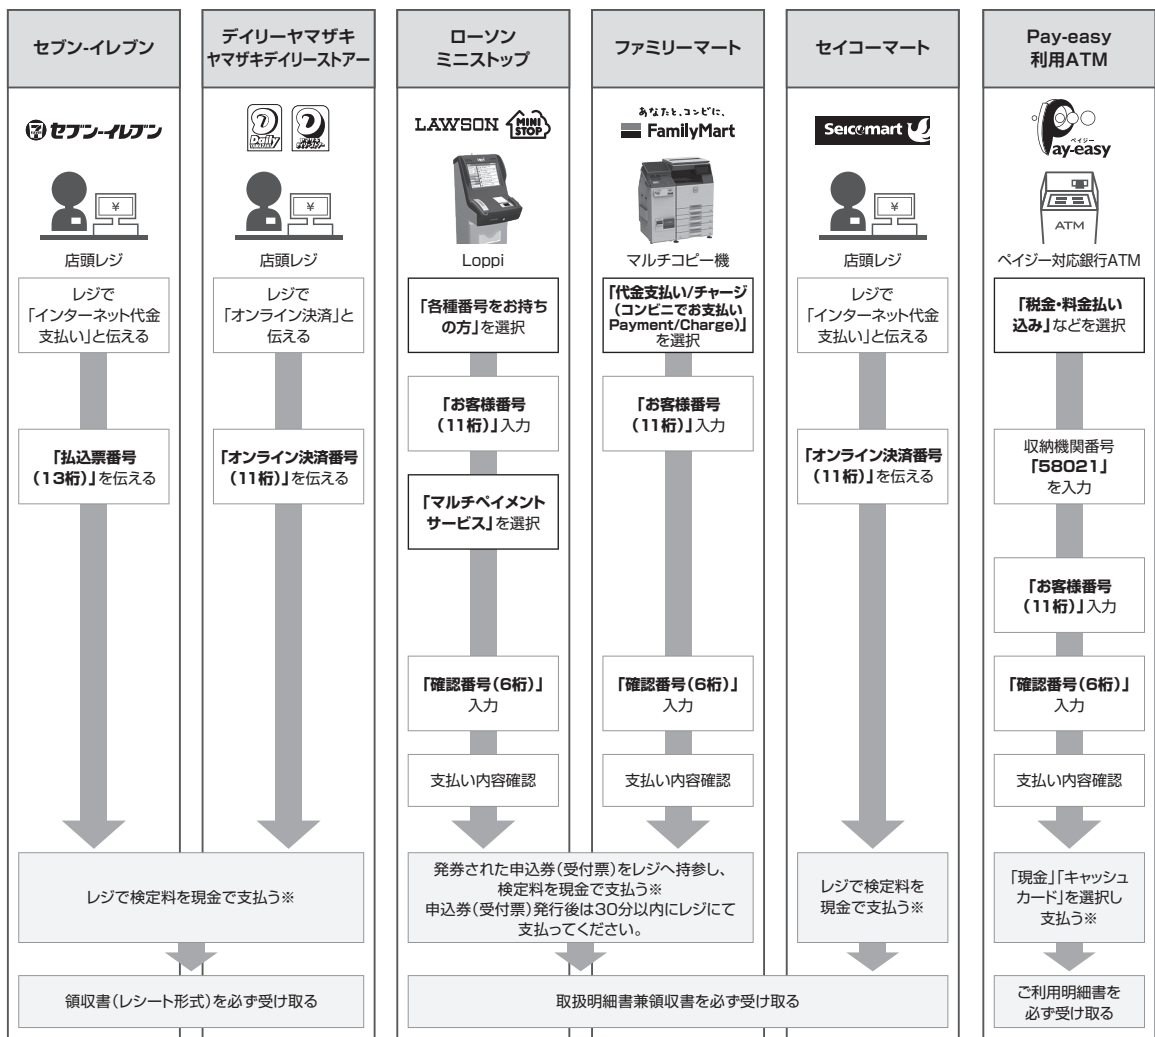 セブン-イレブン
デイリーヤマザキ
ヤマザキデイリーストアー
ローソン
ミニストップ
ファミリーマート
セイコーマート
Pay-easy
利用ATM
セブン-イレブン
Daily
LAWSON
MINI
STOP
あなたと、コンビに、
FamilyMart
Seicomart
ペイジー
Pay-easy
¥
¥
¥
ATM
店頭レジ
店頭レジ
Loppi
マルチコピー機
店頭レジ
ペイジー対応銀行ATM
レジで
「インターネット代金
支払い」と伝える
レジで
「オンライン決済」と
伝える
「各種番号をお持ち
の方」を選択
「代金支払い/チャージ
(コンビニでお支払い
Payment/Charge)」
を選択
レジで
「インターネット代金
支払い」と伝える
「税金・料金払い
込み」などを選択
「お客様番号
(11桁)」入力
「お客様番号
(11桁)」入力
「払込票番号
(13桁)」を伝える
「オンライン決済番号
(11桁)」を伝える
「マルチペイメント
サービス」を選択
「オンライン決済番号
(11桁)」を伝える
収納機関番号
「58021」
を入力
「お客様番号
(11桁)」入力
「確認番号(6桁)」
入力
「確認番号(6桁)」
入力
「確認番号(6桁)」
入力
支払い内容確認
支払い内容確認
支払い内容確認
レジで検定料を現金で支払う※
発券された申込券(受付票)をレジへ持参し、
検定料を現金で支払う※
申込券(受付票)発行後は30分以内にレジにて
支払ってください。
レジで検定料を
現金で支払う※
「現金」「キャッシュ
カード」を選択し
支払う※
領収書(レシート形式)を必ず受け取る
取扱明細書兼領収書を必ず受け取る
ご利用明細書を
必ず受け取る